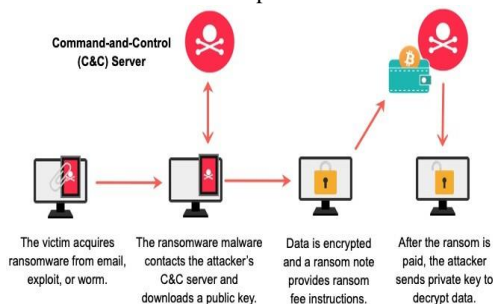 Command-and-Control
(C&C) Server
The victim acquires
ransomware from email,
exploit, or worm.
The ransomware malware
contacts the attacker's
C&C server and
downloads a public key.
Data is encrypted
and a ransom note
provides ransom
fee instructions.
After the ransom is
paid, the attacker
sends private key to
decrypt data.